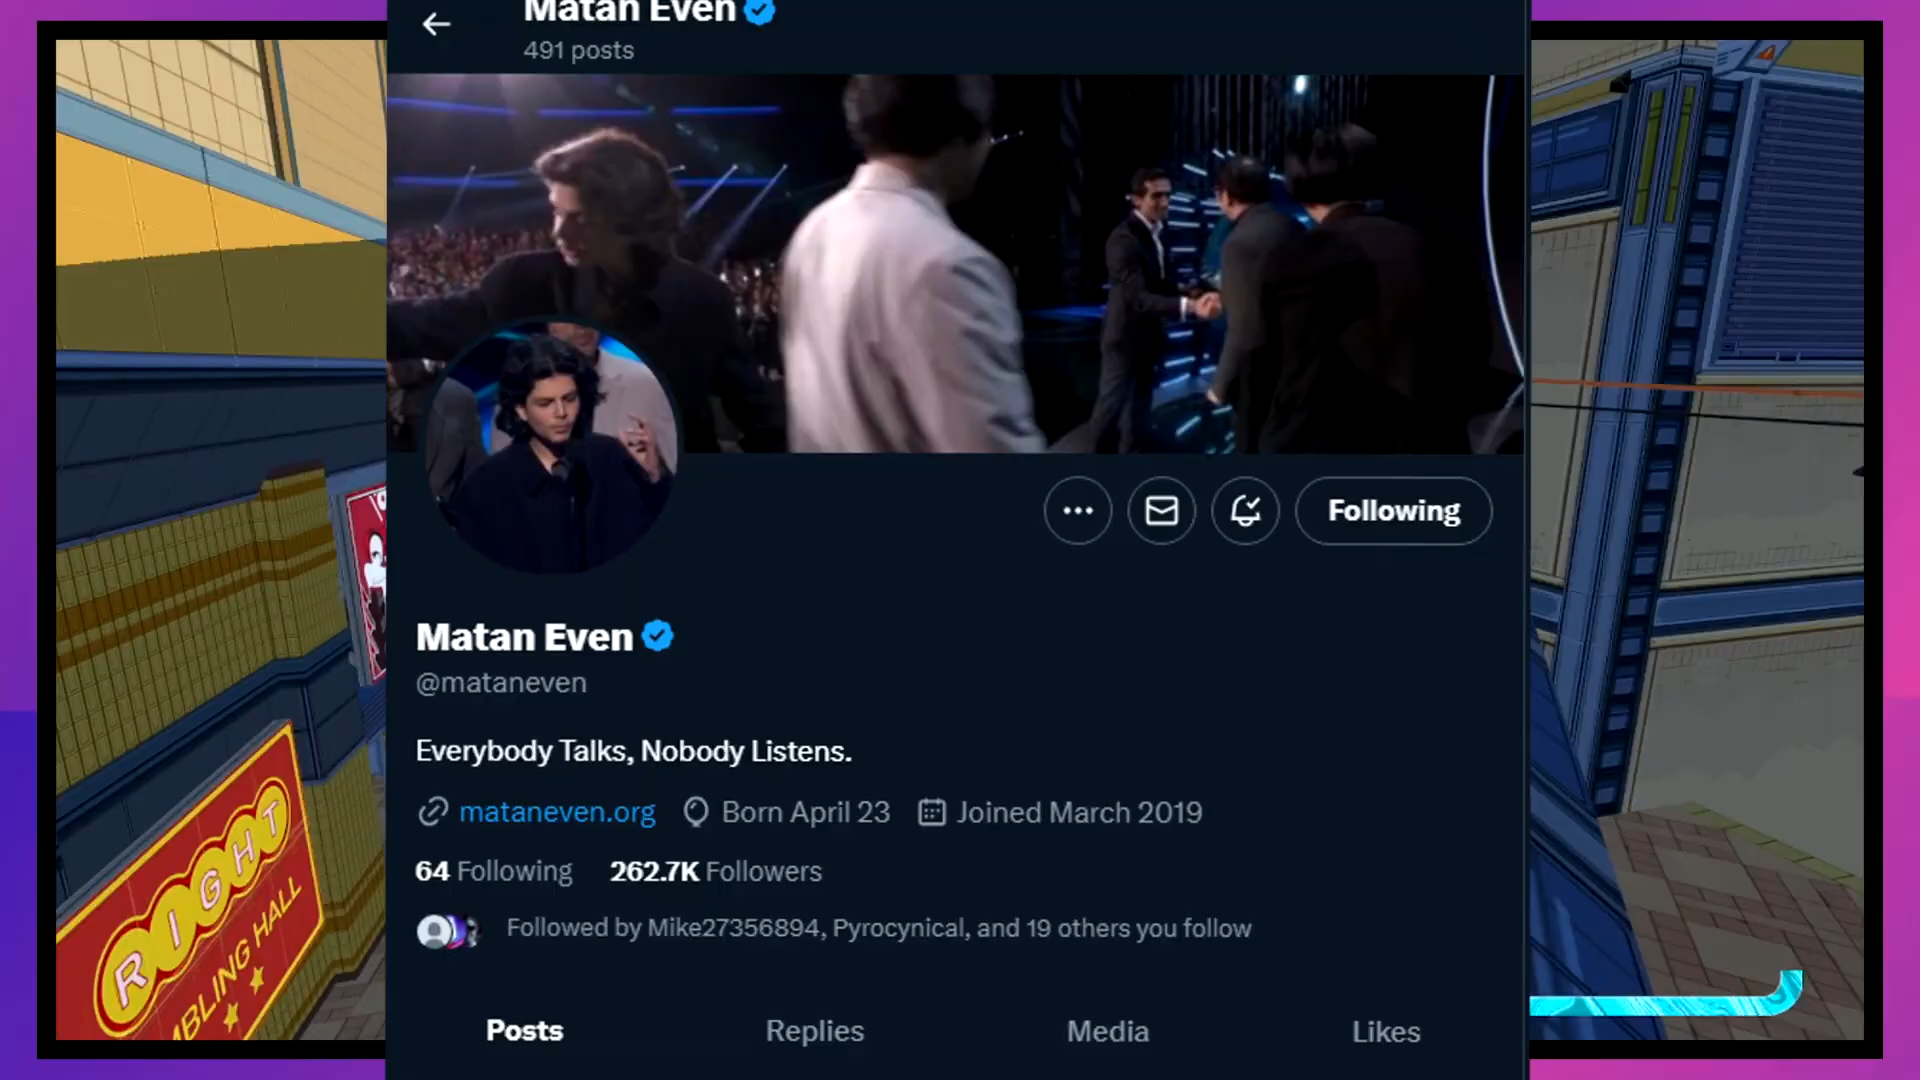 Matan Even
491 posts
Following
Matan Even
@mataneven
Everybody Talks, Nobody Listens.
mataneven.org Born April 23 Joined March 2019
64 Following 262.7K Followers
Followed by Mike27356894, Pyrocynical, and 19 others you follow
Posts Replies Media Likes
RIGHT
MBLING HALL